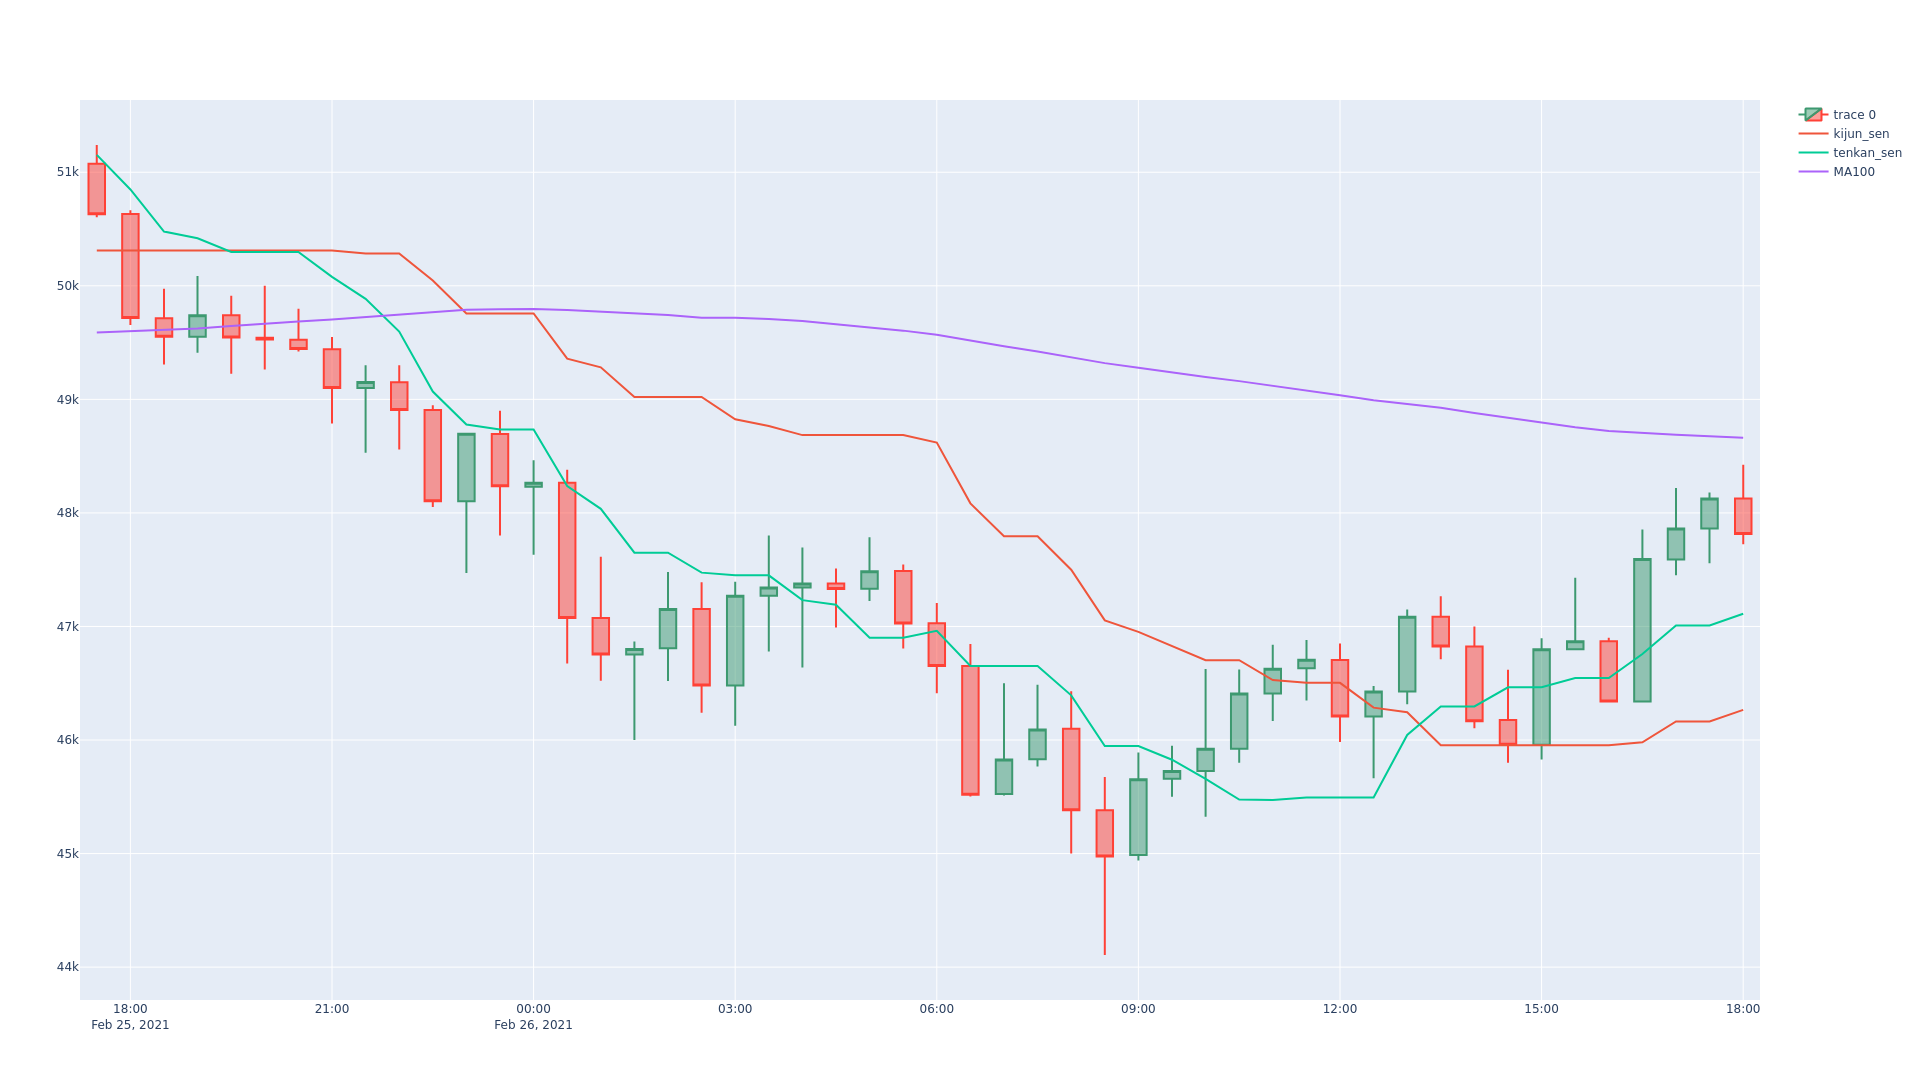 trace 0
kijun_sen
tenkan_sen
MA100
51k
50k
49k
48k
47k
46k
45k
44k
18:00 21:00 00:00 03:00 06:00 09:00 12:00 15:00 18:00
Feb 25, 2021 Feb 26, 2021